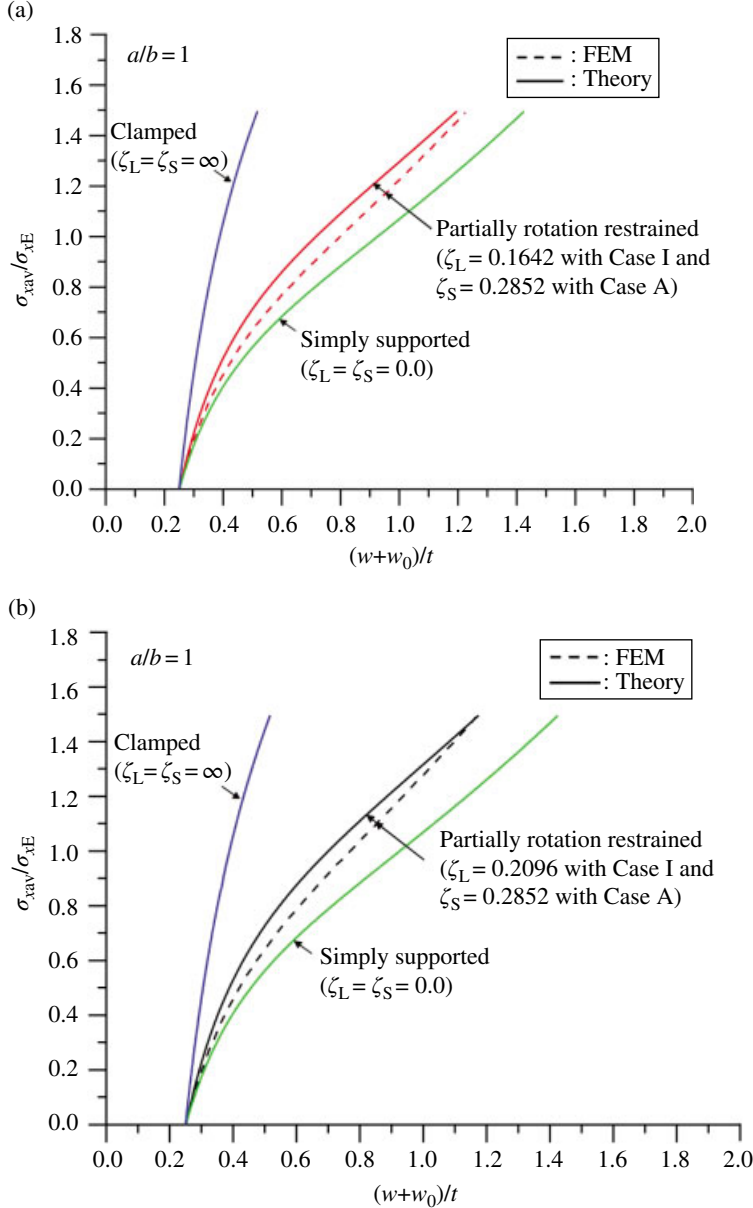 (a)
1.8
1.6
1.4
1.2
1.0
0.8
0.6
0.4
0.2
0.0
σxav/σxE
a/b = 1
: FEM
: Theory
Clamped
(ζL = ζS = ∞)
Partially rotation restrained
(ζL = 0.1642 with Case I and
ζS = 0.2852 with Case A)
Simply supported
(ζL = ζS = 0.0)
0.0 0.2 0.4 0.6 0.8 1.0 1.2 1.4 1.6 1.8 2.0
(w+w0)/t
(b)
1.8
1.6
1.4
1.2
1.0
0.8
0.6
0.4
0.2
0.0
σxav/σxE
a/b = 1
: FEM
: Theory
Clamped
(ζL = ζS = ∞)
Partially rotation restrained
(ζL = 0.2096 with Case I and
ζS = 0.2852 with Case A)
Simply supported
(ζL = ζS = 0.0)
0.0 0.2 0.4 0.6 0.8 1.0 1.2 1.4 1.6 1.8 2.0
(w+w0)/t